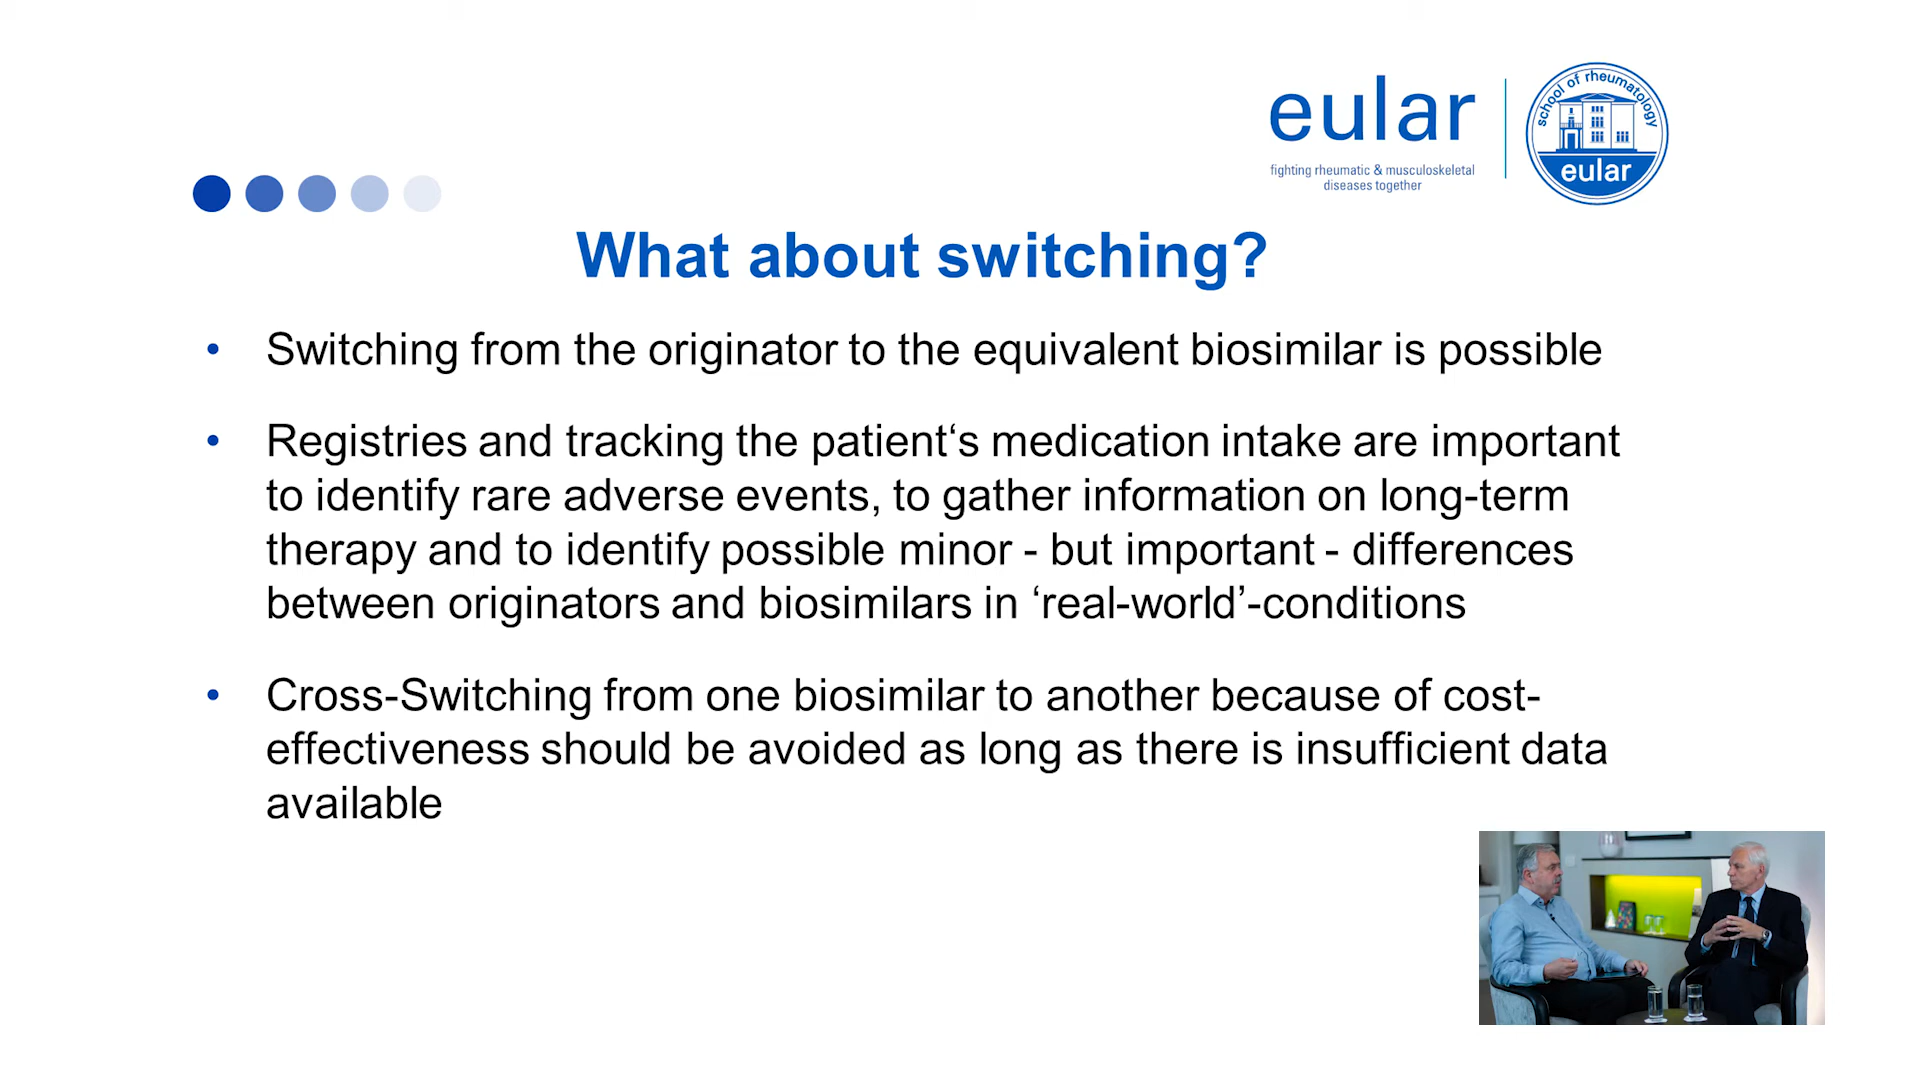 eular
fighting rheumatic & musculoskeletal
diseases together
school of rheumatology
eular
What about switching?
• Switching from the originator to the equivalent biosimilar is possible
• Registries and tracking the patient‘s medication intake are important
to identify rare adverse events, to gather information on long-term
therapy and to identify possible minor - but important - differences
between originators and biosimilars in ‘real-world’-conditions
• Cross-Switching from one biosimilar to another because of cost-
effectiveness should be avoided as long as there is insufficient data
available